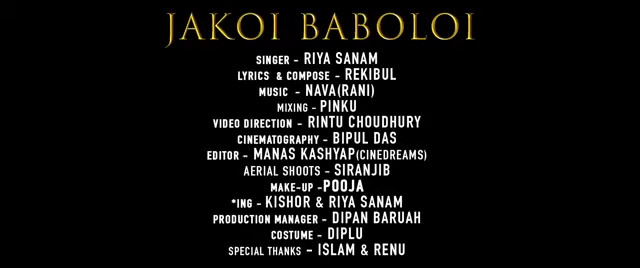 JAKOI BABOLOI
SINGER - RIYA SANAM
LYRICS & COMPOSE - REKIBUL
MUSIC - NAVA(RANI)
MIXING - PINKU
VIDEO DIRECTION - RINTU CHOUDHURY
CINEMATOGRAPHY - BIPUL DAS
EDITOR - MANAS KASHYAP(CINEDREAMS)
AERIAL SHOOTS - SIRANJIB
MAKE-UP -POOJA
*ING - KISHOR & RIYA SANAM
PRODUCTION MANAGER - DIPAN BARUAH
COSTUME - DIPLU
SPECIAL THANKS - ISLAM & RENU